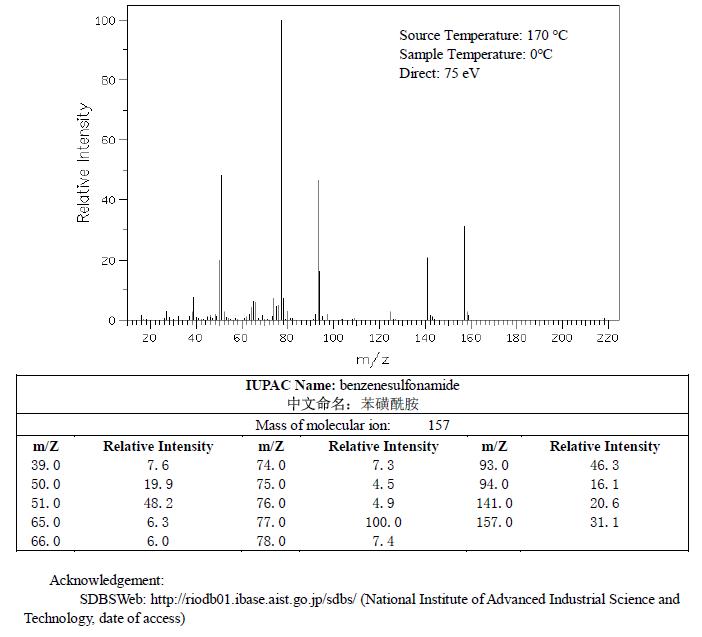 100
80
60
40
20
0
Relative Intensity
Source Temperature: 170 °C
Sample Temperature: 0°C
Direct: 75 eV
20 40 60 80 100 120 140 160 180 200 220
m/z
IUPAC Name: benzenesulfonamide
中文命名：苯磺酰胺
Mass of molecular ion: 157
m/Z Relative Intensity m/Z Relative Intensity m/Z Relative Intensity
39.0 7.6 74.0 7.3 93.0 46.3
50.0 19.9 75.0 4.5 94.0 16.1
51.0 48.2 76.0 4.9 141.0 20.6
65.0 6.3 77.0 100.0 157.0 31.1
66.0 6.0 78.0 7.4
Acknowledgement:
SDBSWeb: http://riodb01.ibase.aist.go.jp/sdbs/ (National Institute of Advanced Industrial Science and
Technology, date of access)